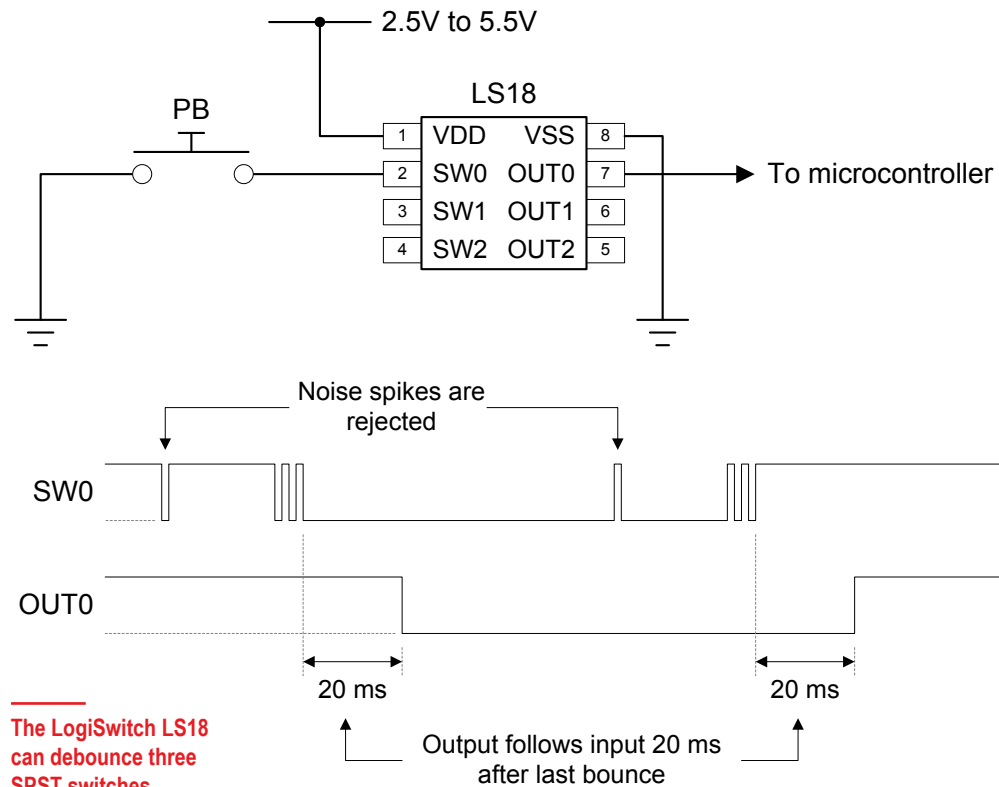 2.5V to 5.5V
LS18
PB
1 VDD VSS 8
2 SW0 OUT0 7
To microcontroller
3 SW1 OUT1 6
4 SW2 OUT2 5
Noise spikes are
rejected
SW0
OUT0
20 ms
20 ms
Output follows input 20 ms
after last bounce
The LogiSwitch LS18
can debounce three
SPST switches